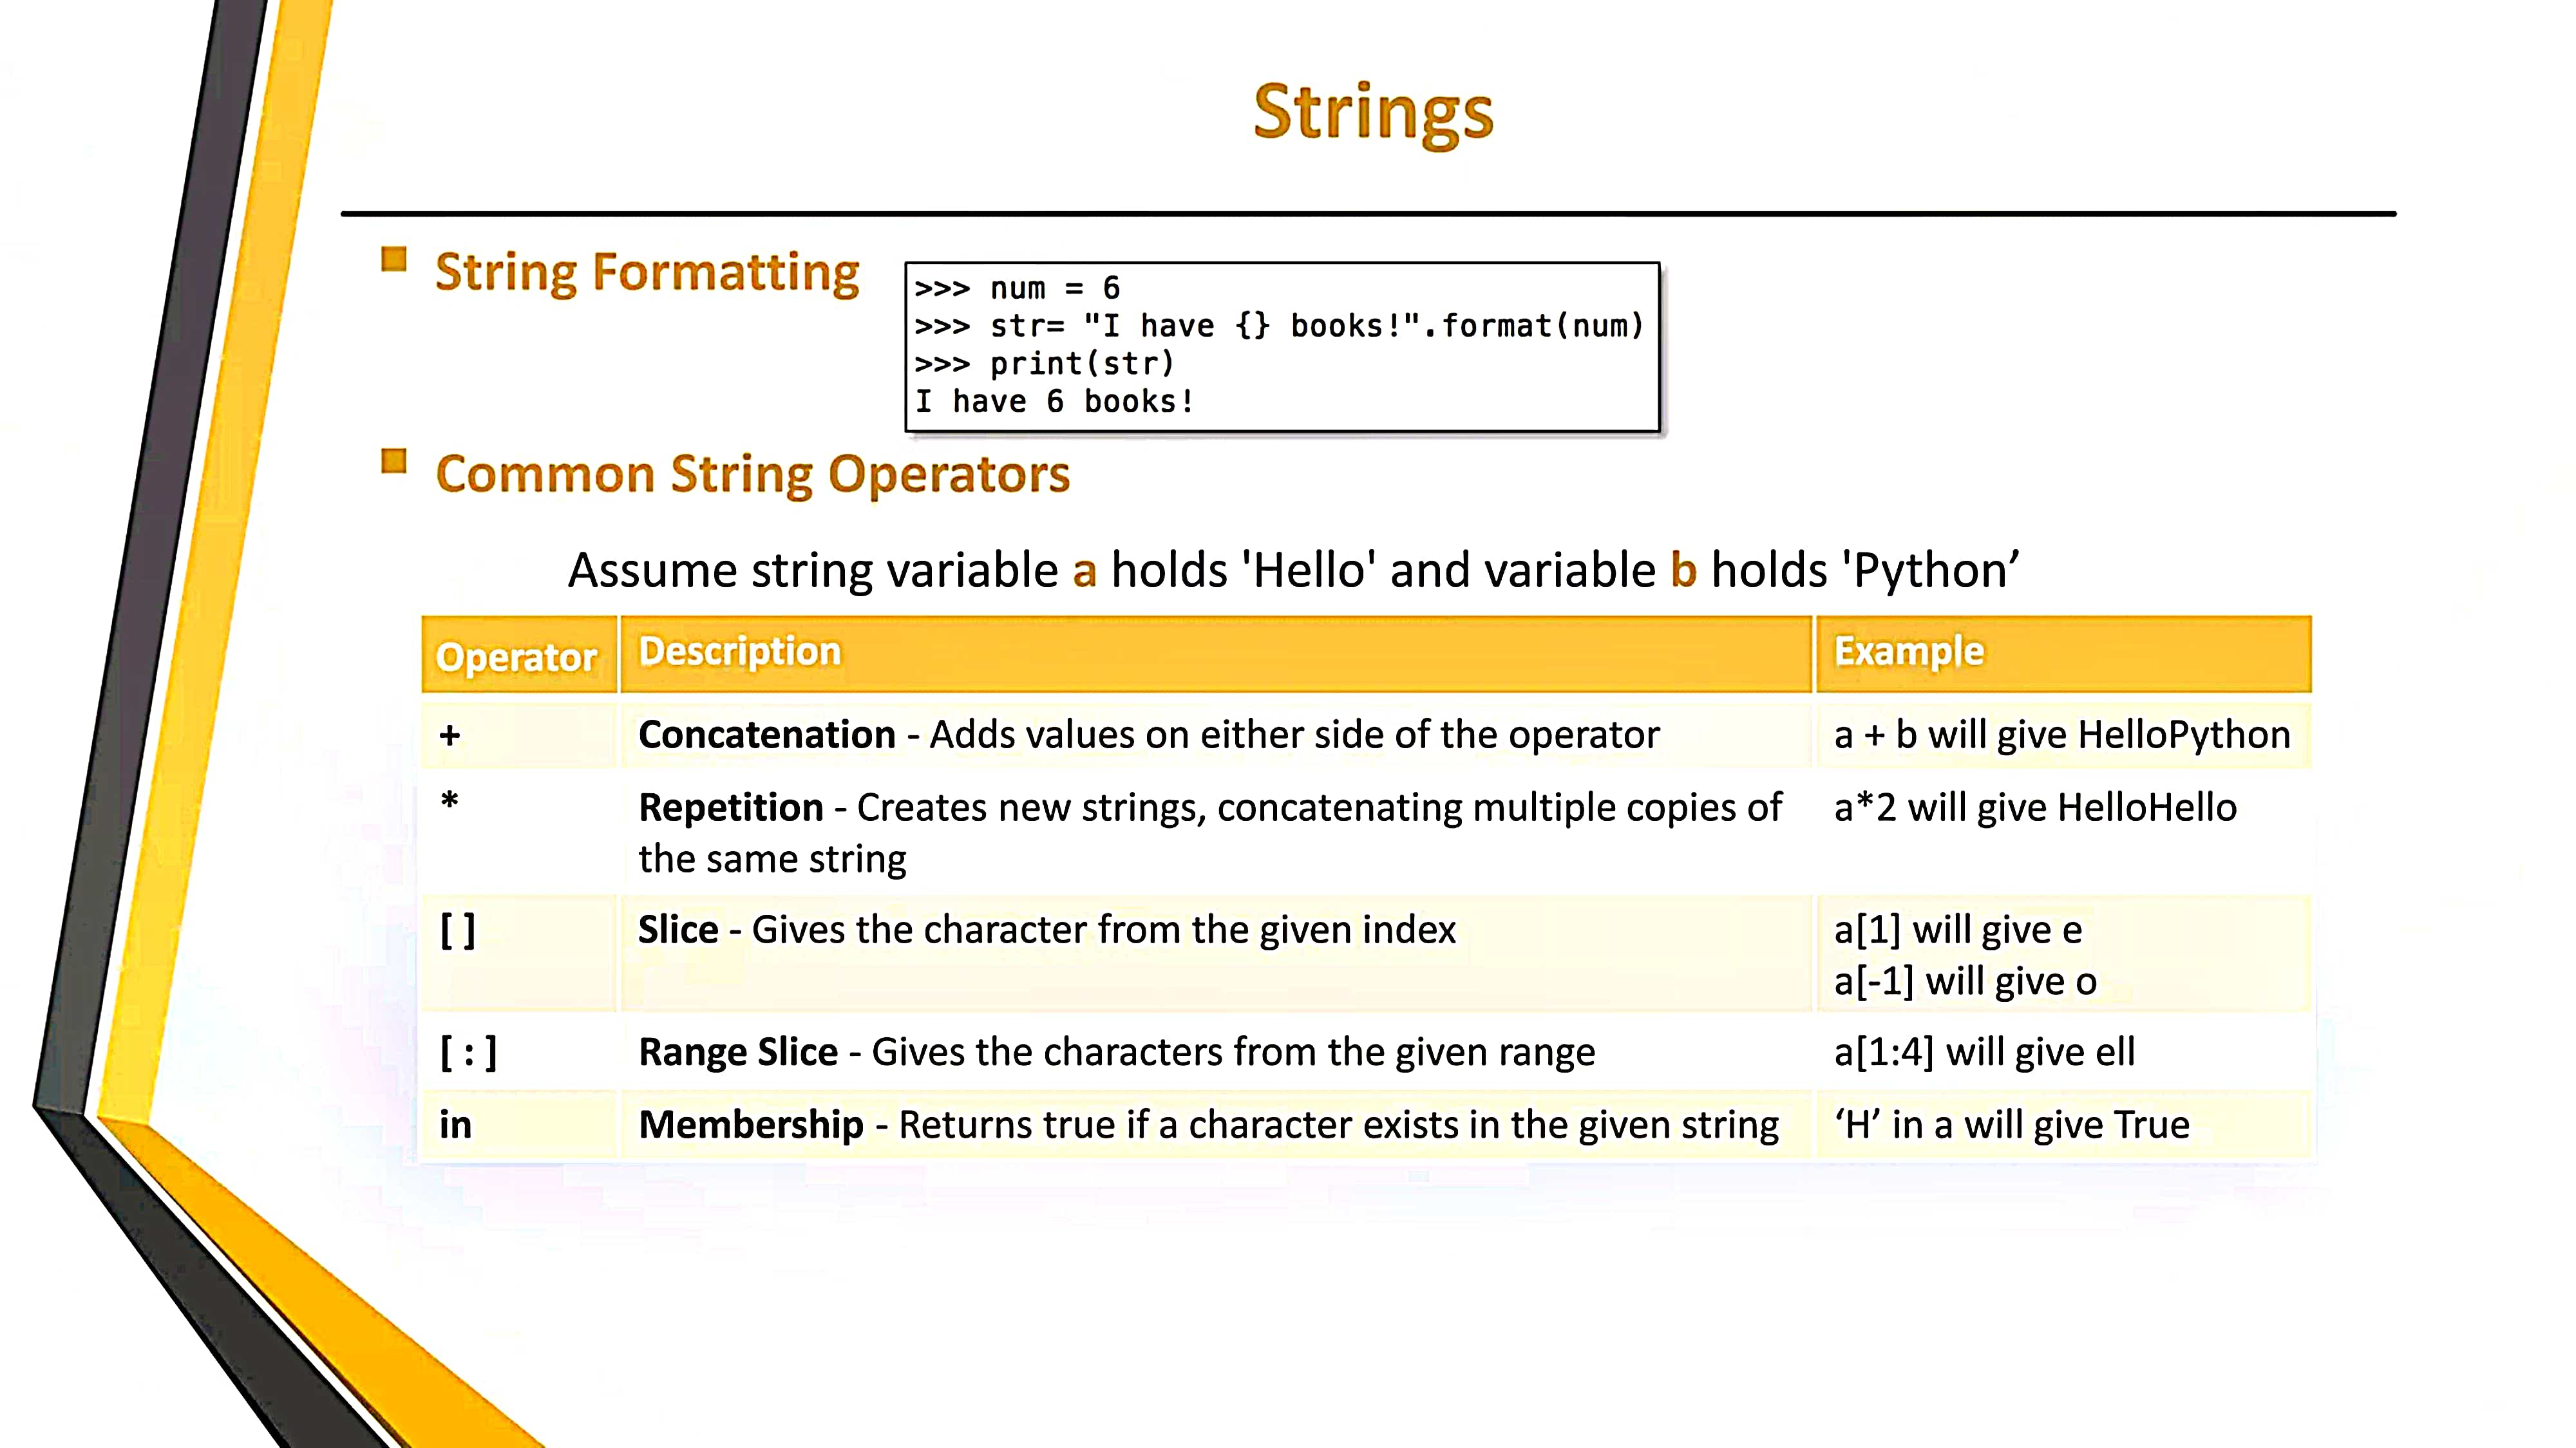 Strings
String Formatting
>>> num = 6
>>> str= "I have {} books!".format(num)
>>> print(str)
I have 6 books!
Common String Operators
Assume string variable a holds 'Hello' and variable b holds 'Python’
Operator Description Example
+ Concatenation - Adds values on either side of the operator a + b will give HelloPython
* Repetition - Creates new strings, concatenating multiple copies of a*2 will give HelloHello
the same string
[] Slice - Gives the character from the given index a[1] will give e
a[-1] will give o
[:] Range Slice - Gives the characters from the given range a[1:4] will give ell
in Membership - Returns true if a character exists in the given string ‘H’ in a will give True